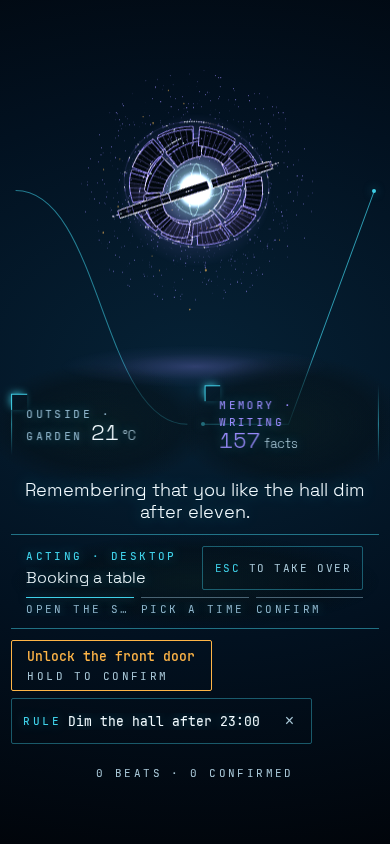 OUTSIDE ·
GARDEN 21 °C
MEMORY ·
WRITING
157 facts
Remembering that you like the hall dim
after eleven.
ACTING · DESKTOP
Booking a table
ESC TO TAKE OVER
OPEN THE S… PICK A TIME CONFIRM
Unlock the front door
HOLD TO CONFIRM
RULE Dim the hall after 23:00 ×
0 BEATS · 0 CONFIRMED